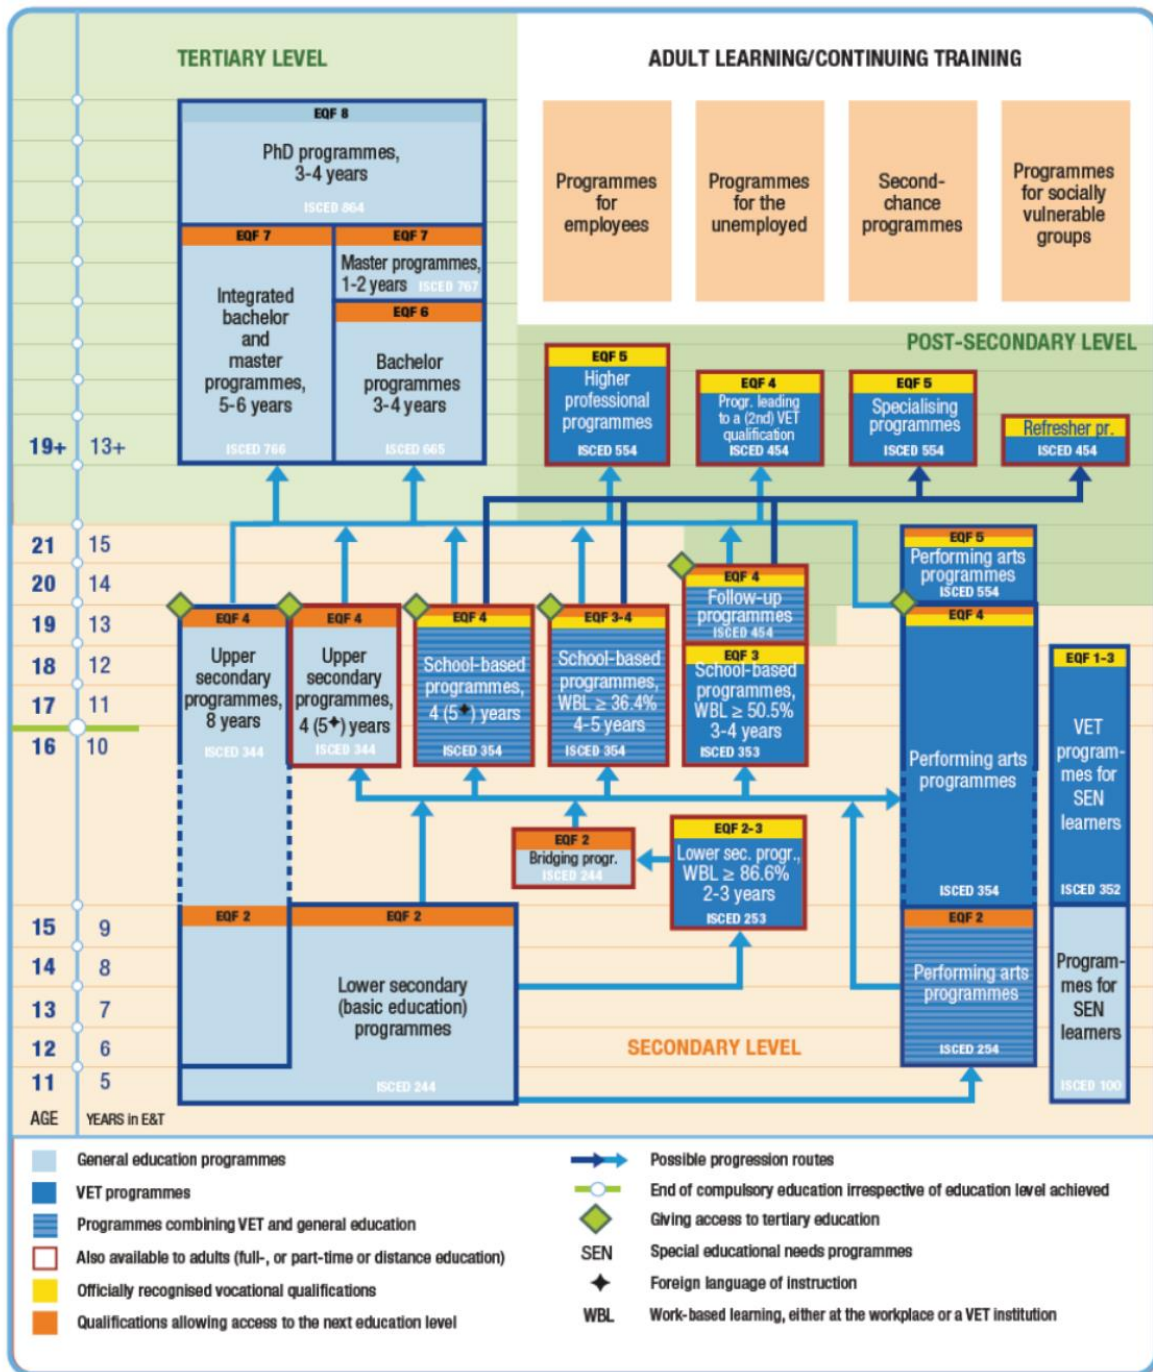 TERTIARY LEVEL
ADULT LEARNING/CONTINUING TRAINING
EQF 8
PhD programmes,
3-4 years
ISCED 864
Programmes
for
employees
Programmes
for the
unemployed
Second-
chance
programmes
Programmes
for socially
vulnerable
groups
EQF 7
Integrated
bachelor
and
master
programmes,
5-6 years
ISCED 766
EQF 7
Master programmes,
1-2 years ISCED 767
EQF 6
Bachelor
programmes
3-4 years
ISCED 665
POST-SECONDARY LEVEL
EQF 5
Higher
professional
programmes
ISCED 554
EQF 4
Progr. leading
to a (2nd) VET
qualification
ISCED 454
EQF 5
Specialising
programmes
ISCED 554
Refresher pr.
ISCED 454
19+ 13+
21 15
20 14
19 13
18 12
17 11
16 10
15 9
14 8
13 7
12 6
11 5
AGE YEARS in E&T
EQF 4
Upper
secondary
programmes,
8 years
ISCED 344
EQF 4
Upper
secondary
programmes,
4 (5✦) years
ISCED 344
EQF 4
School-based
programmes,
4 (5✦) years
ISCED 354
EQF 3-4
School-based
programmes,
WBL ≥ 36.4%
4-5 years
ISCED 354
EQF 4
Follow-up
programmes
ISCED 454
EQF 3
School-based
programmes,
WBL ≥ 50.5%
3-4 years
ISCED 353
EQF 5
Performing arts
programmes
ISCED 554
EQF 4
Performing arts
programmes
ISCED 354
EQF 1-3
VET
program-
mes for
SEN
learners
ISCED 352
EQF 2
Bridging progr.
ISCED 244
EQF 2-3
Lower sec. progr.,
WBL ≥ 86.6%
2-3 years
ISCED 253
EQF 2
EQF 2
Lower secondary
(basic education)
programmes
ISCED 244
EQF 2
Performing arts
programmes
ISCED 254
Program-
mes for
SEN
learners
ISCED 100
SECONDARY LEVEL
General education programmes
VET programmes
Programmes combining VET and general education
Also available to adults (full-, or part-time or distance education)
Officially recognised vocational qualifications
Qualifications allowing access to the next education level
Possible progression routes
End of compulsory education irrespective of education level achieved
Giving access to tertiary education
SEN Special educational needs programmes
✦ Foreign language of instruction
WBL Work-based learning, either at the workplace or a VET institution